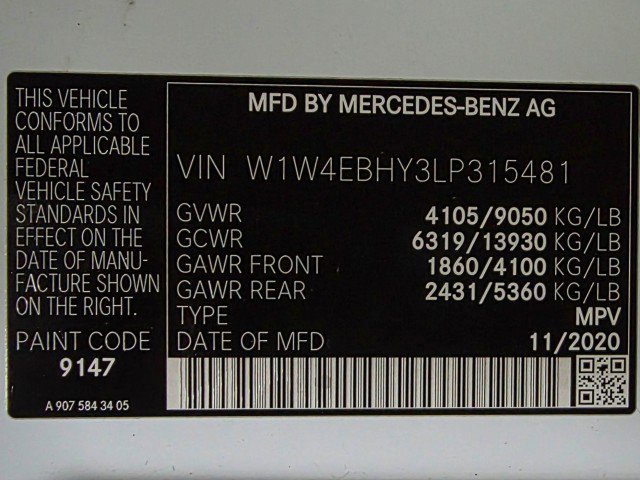 THIS VEHICLE
CONFORMS TO
ALL APPLICABLE
FEDERAL
VEHICLE SAFETY
STANDARDS IN
EFFECT ON THE
DATE OF MANU-
FACTURE SHOWN
ON THE RIGHT.
PAINT CODE
9147
A 907 584 34 05
MFD BY MERCEDES-BENZ AG
VIN W1W4EBHY3LP315481
GVWR 4105/9050 KG/LB
GCWR 6319/13930 KG/LB
GAWR FRONT 1860/4100 KG/LB
GAWR REAR 2431/5360 KG/LB
TYPE MPV
DATE OF MFD 11/2020